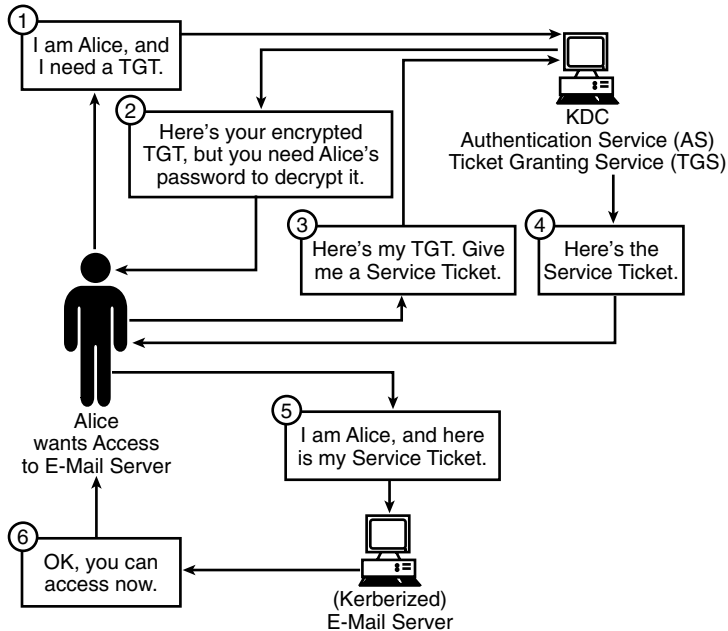 1
I am Alice, and
I need a TGT.
2
Here's your encrypted
TGT, but you need Alice's
password to decrypt it.
KDC
Authentication Service (AS)
Ticket Granting Service (TGS)
3
Here's my TGT. Give
me a Service Ticket.
4
Here's the
Service Ticket.
Alice
wants Access
to E-Mail Server
5
I am Alice, and here
is my Service Ticket.
6
OK, you can
access now.
(Kerberized)
E-Mail Server